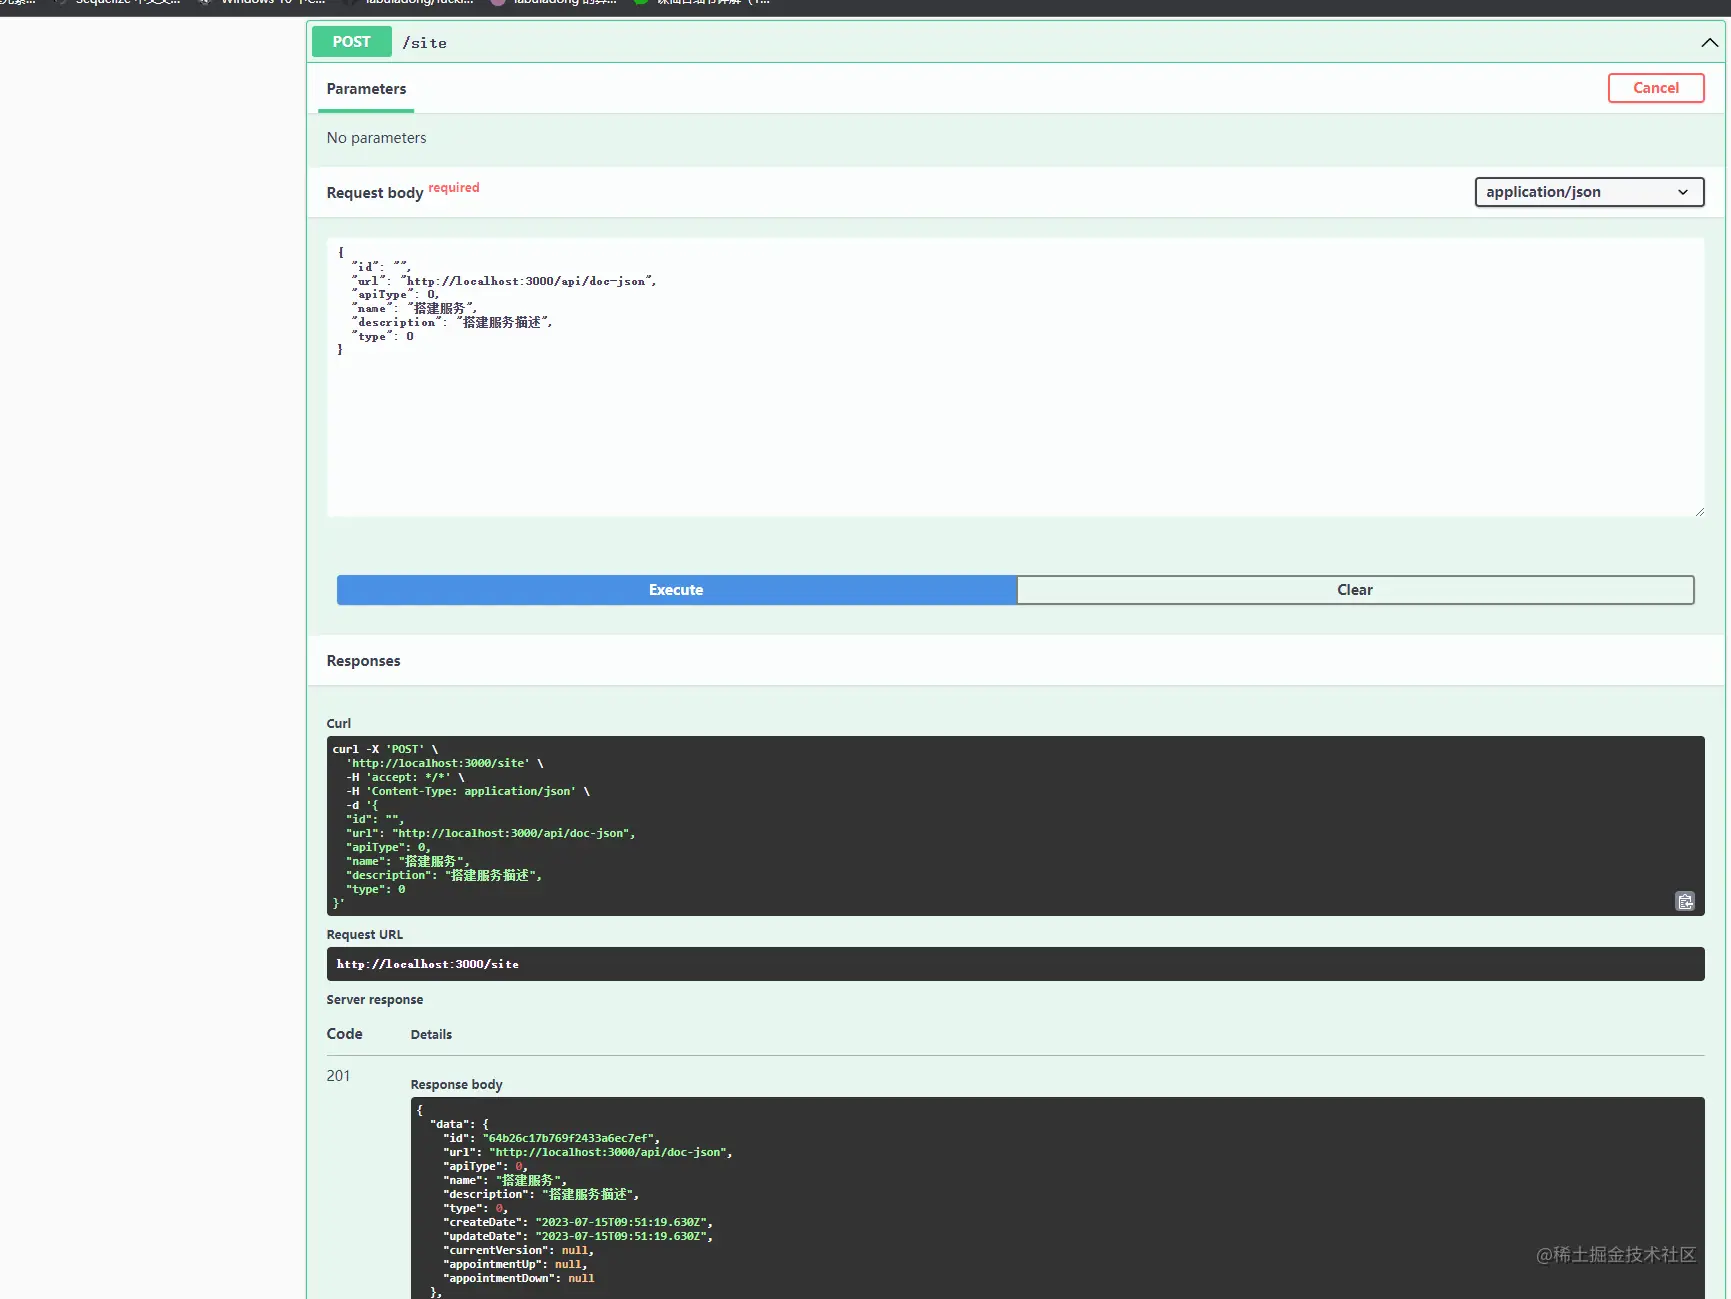 POST /site
Parameters
Cancel
No parameters
Request body required
application/json
{
"id": "",
"url": "http://localhost:3000/api/doc-json",
"apiType": 0,
"name": "搭建服务",
"description": "搭建服务描述",
"type": 0
}
Execute
Clear
Responses
Curl
curl -X 'POST' \
'http://localhost:3000/site' \
-H 'accept: */*' \
-H 'Content-Type: application/json' \
-d '{
"id": "",
"url": "http://localhost:3000/api/doc-json",
"apiType": 0,
"name": "搭建服务",
"description": "搭建服务描述",
"type": 0
}'
Request URL
http://localhost:3000/site
Server response
Code Details
201
Response body
{
"data": {
"id": "64b26c17b769f2433a6ec7ef",
"url": "http://localhost:3000/api/doc-json",
"apiType": 0,
"name": "搭建服务",
"description": "搭建服务描述",
"type": 0,
"createDate": "2023-07-15T09:51:19.630Z",
"updateDate": "2023-07-15T09:51:19.630Z",
"currentVersion": null,
"appointmentUp": null,
"appointmentDown": null
},
@稀土掘金技术社区